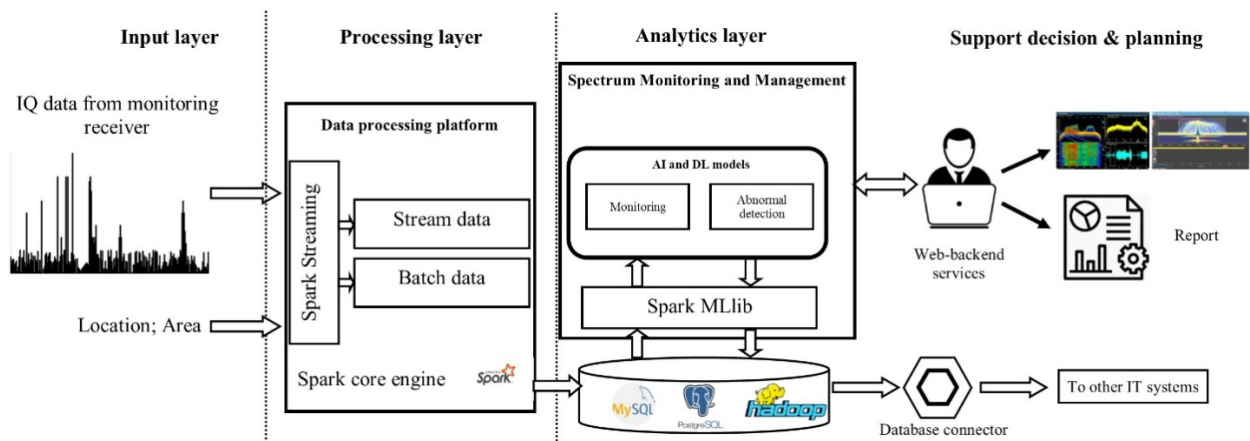 Input layer
Processing layer
Analytics layer
Support decision & planning
IQ data from monitoring
receiver
Location; Area
Data processing platform
Spark Streaming
Stream data
Batch data
Spark core engine
APACHE
Spark
Spectrum Monitoring and Management
AI and DL models
Monitoring
Abnormal
detection
Spark MLlib
MySQL
PostgreSQL
hadoop
Web-backend
services
Report
Database connector
To other IT systems